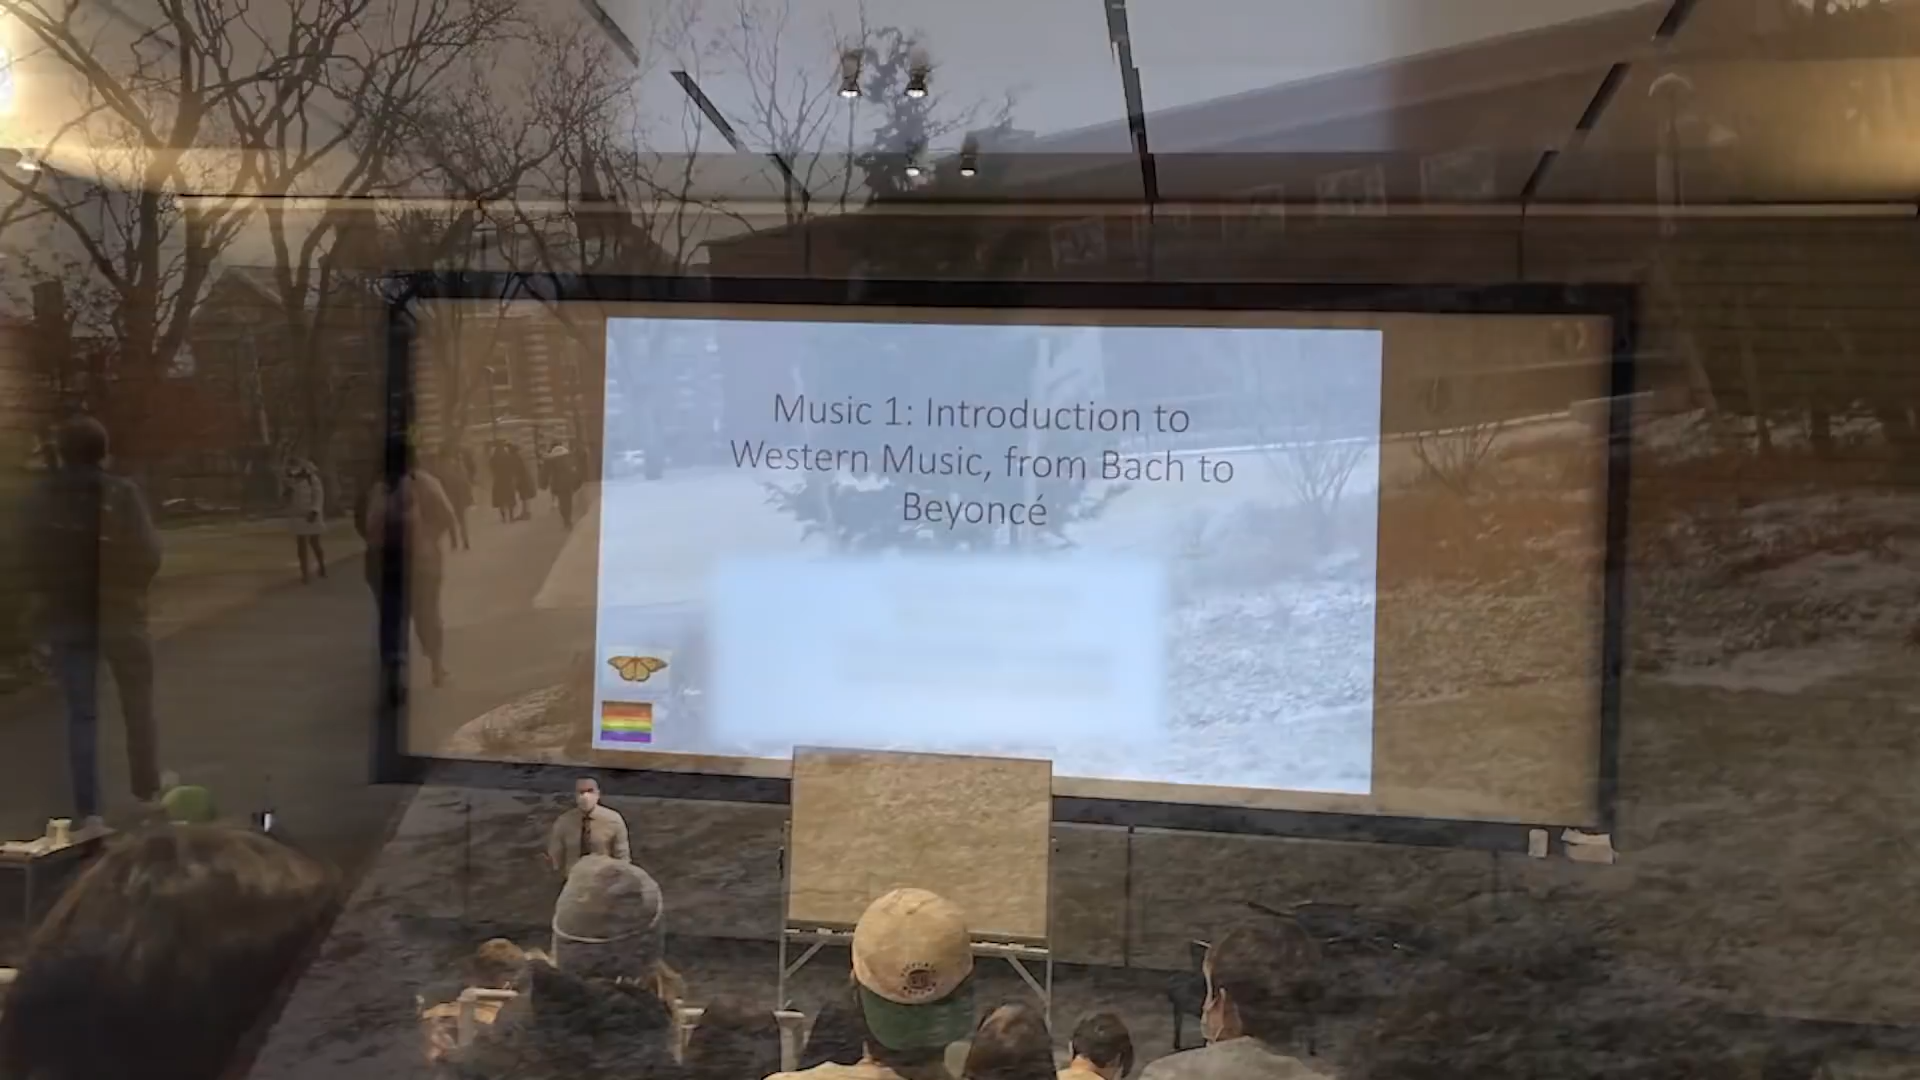 Music 1: Introduction to
Western Music, from Bach to
Beyoncé